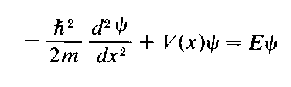 − ℏ²/2m d²ψ/dx² + V(x)ψ = Eψ